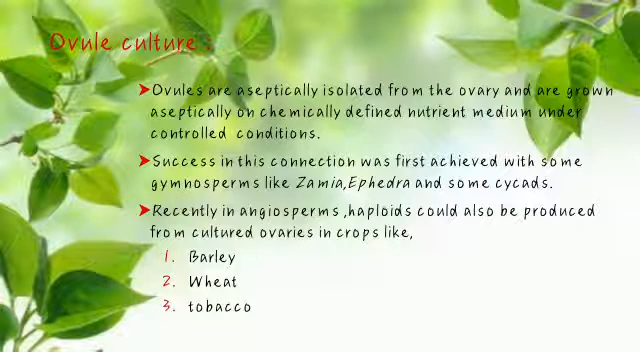 Ovule culture :
➤Ovules are aseptically isolated from the ovary and are grown
aseptically on chemically defined nutrient medium under
controlled conditions.
➤Success in this connection was first achieved with some
gymnosperms like Zamia,Ephedra and some cycads.
➤Recently in angiosperms ,haploids could also be produced
from cultured ovaries in crops like,
1. Barley
2. Wheat
3. tobacco